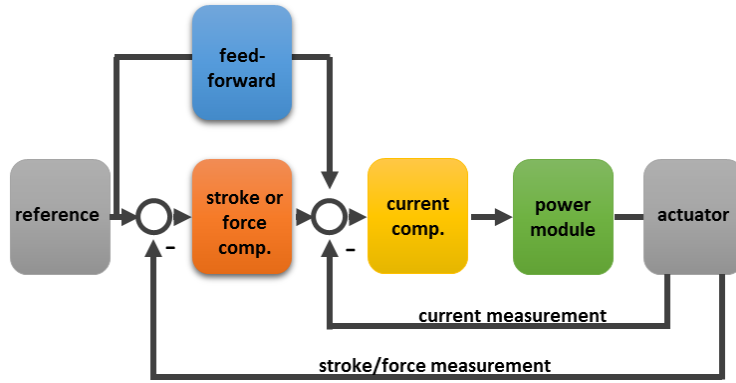 feed-
forward
reference
stroke or
force
comp.
current
comp.
power
module
actuator
-
-
current measurement
stroke/force measurement